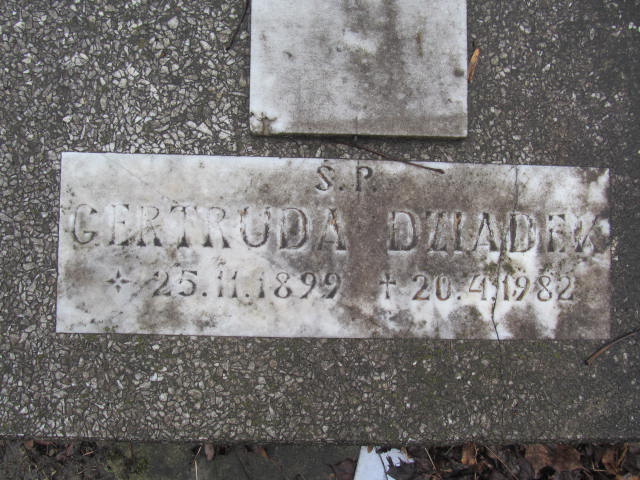 S.P.
GERTRUDA DZIADEK
25.11.1899 † 20.4.1982